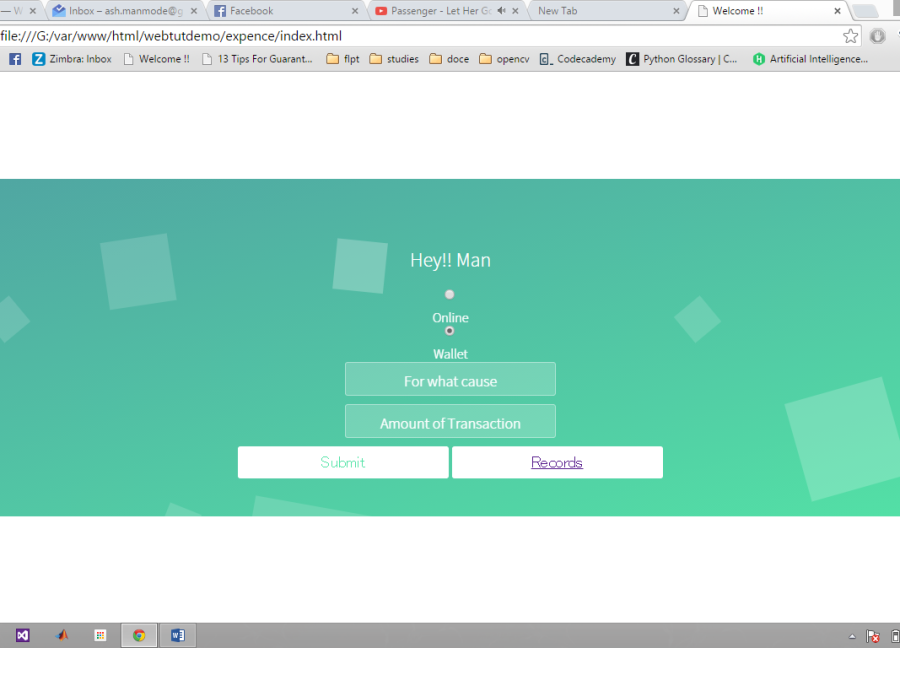 — W Inbox – ash.manmode@g Facebook Passenger - Let Her Go New Tab Welcome !!
file:///G:/var/www/html/webtutdemo/expence/index.html
Zimbra: Inbox Welcome !! 13 Tips For Guarant... flpt studies doce opencv Codecademy Python Glossary | C... Artificial Intelligence...
Hey!! Man
Online
Wallet
For what cause
Amount of Transaction
Submit Records